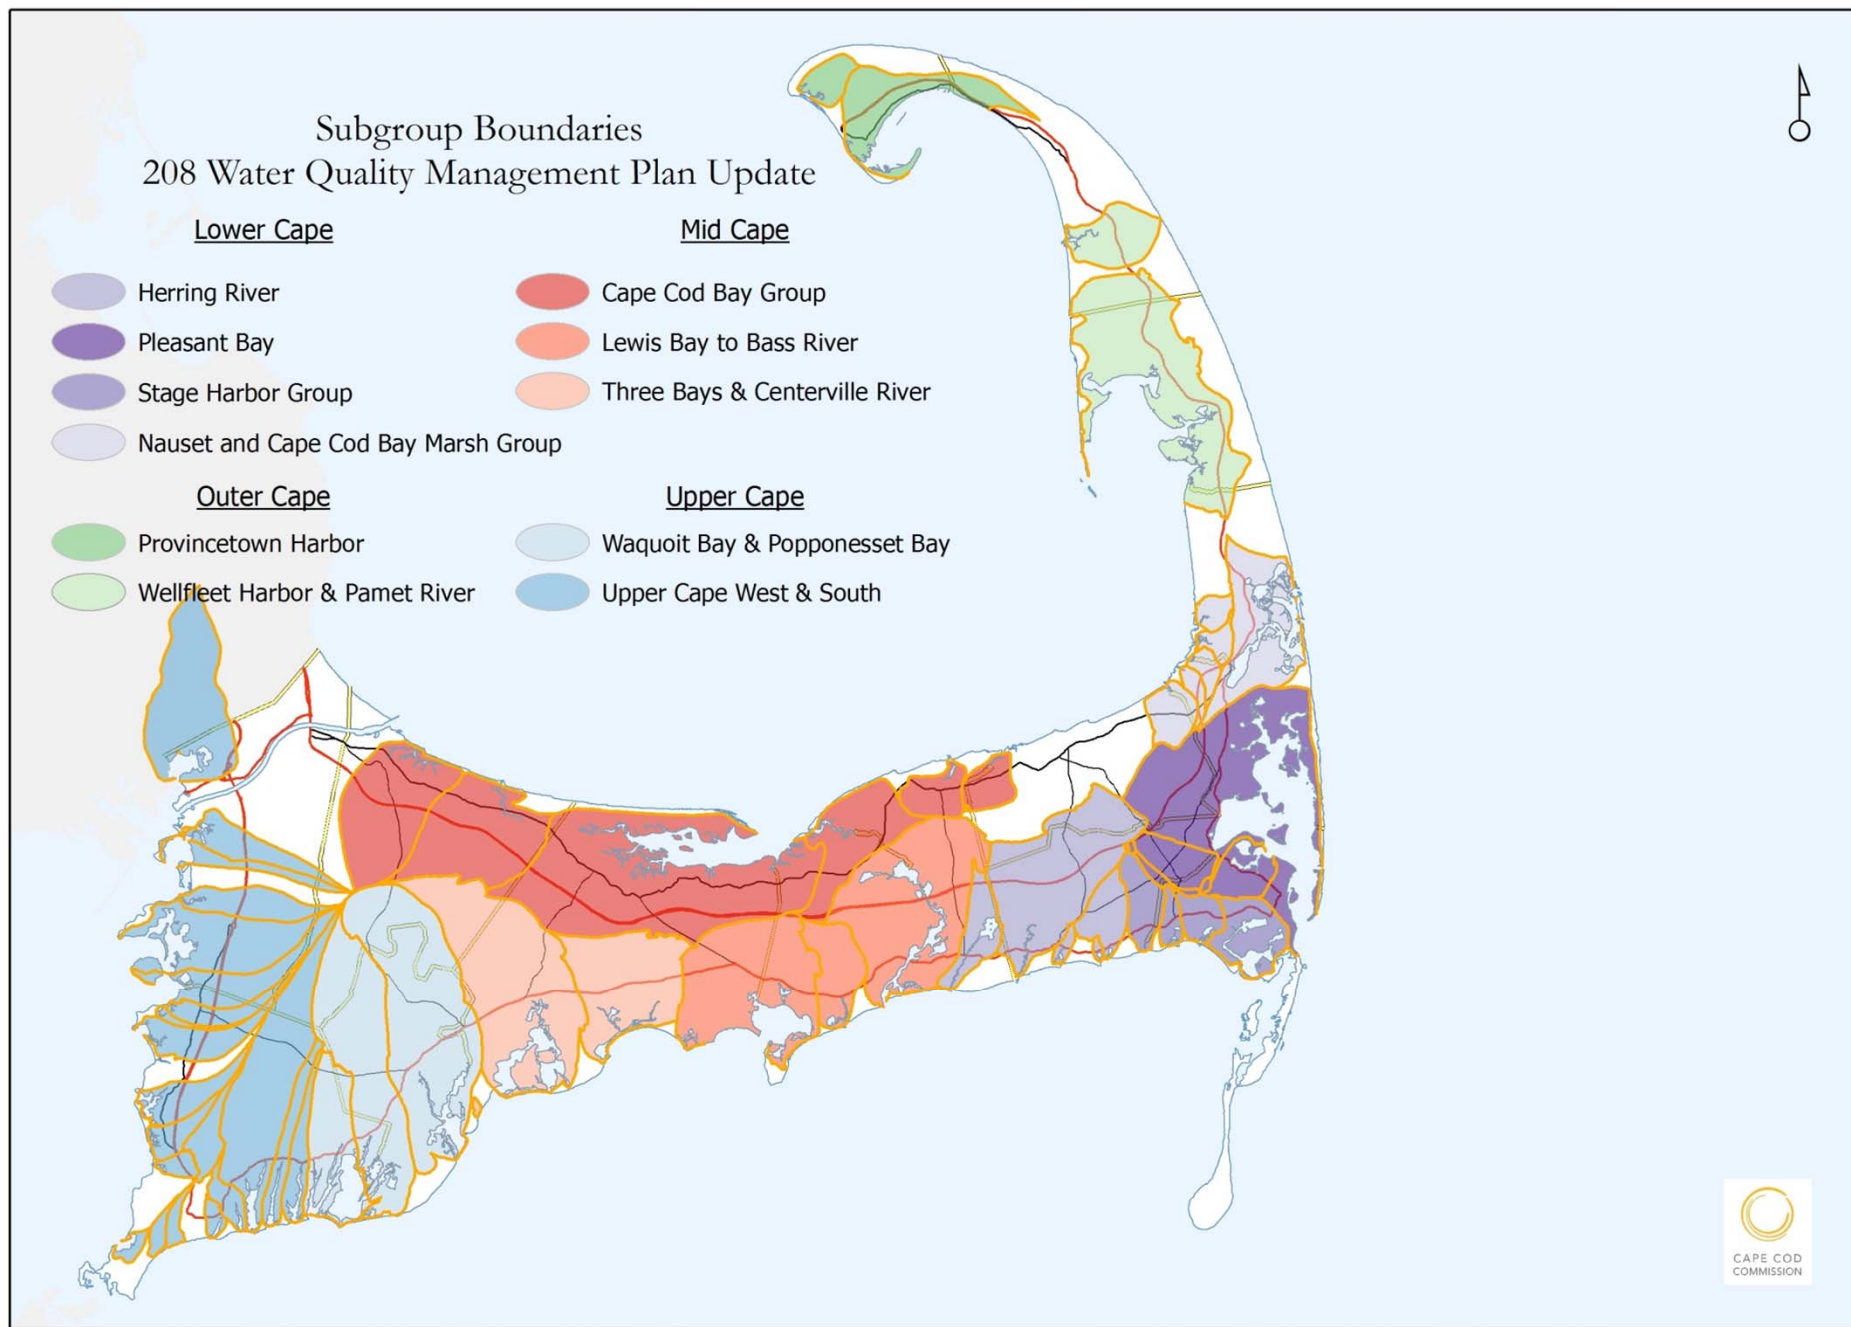 Subgroup Boundaries
208 Water Quality Management Plan Update
Lower Cape
Herring River
Pleasant Bay
Stage Harbor Group
Nauset and Cape Cod Bay Marsh Group
Mid Cape
Cape Cod Bay Group
Lewis Bay to Bass River
Three Bays & Centerville River
Outer Cape
Provincetown Harbor
Wellfleet Harbor & Pamet River
Upper Cape
Waquoit Bay & Popponesset Bay
Upper Cape West & South
CAPE COD
COMMISSION